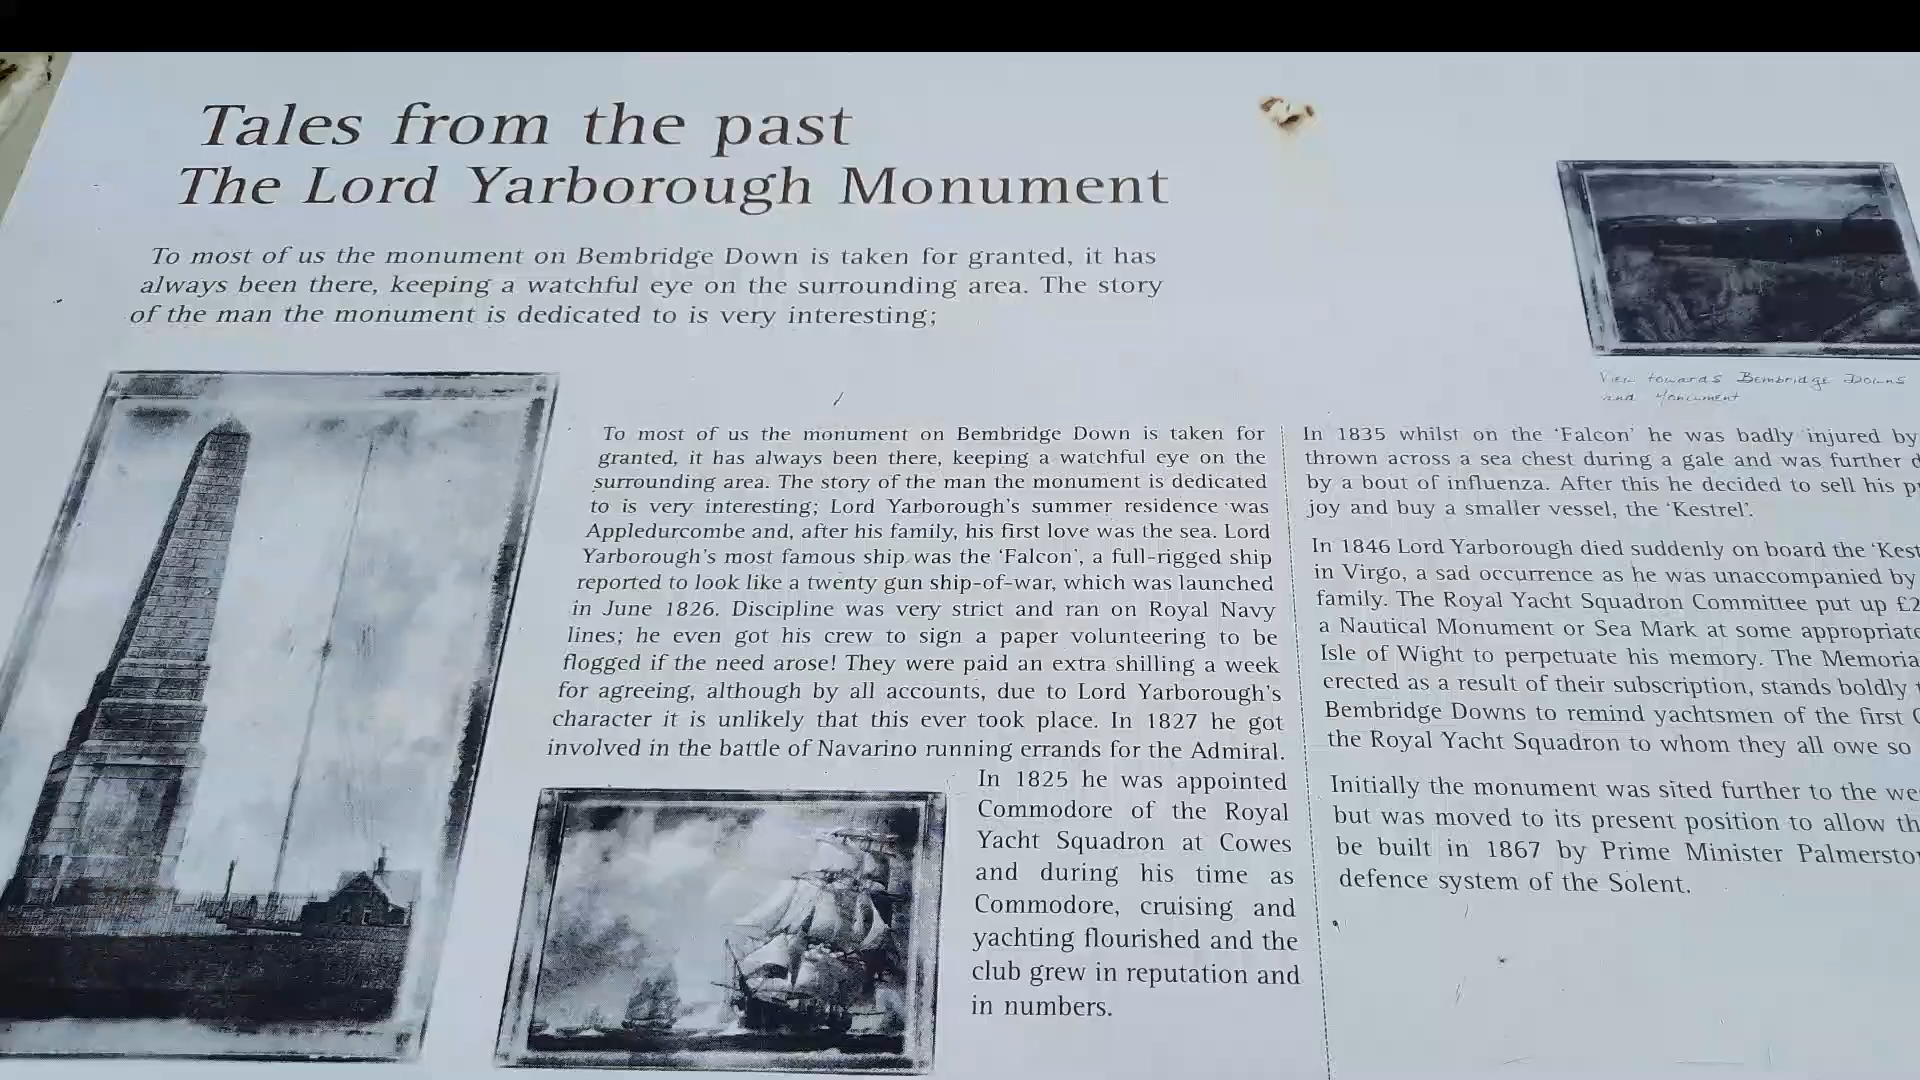 Tales from the past
The Lord Yarborough Monument
To most of us the monument on Bembridge Down is taken for granted, it has
always been there, keeping a watchful eye on the surrounding area. The story
of the man the monument is dedicated to is very interesting;
To most of us the monument on Bembridge Down is taken for
granted, it has always been there, keeping a watchful eye on the
surrounding area. The story of the man the monument is dedicated
to is very interesting; Lord Yarborough's summer residence was
Appledurcombe and, after his family, his first love was the sea. Lord
Yarborough's most famous ship was the 'Falcon', a full-rigged ship
reported to look like a twenty gun ship-of-war, which was launched
in June 1826. Discipline was very strict and ran on Royal Navy
lines; he even got his crew to sign a paper volunteering to be
flogged if the need arose! They were paid an extra shilling a week
for agreeing, although by all accounts, due to Lord Yarborough's
character it is unlikely that this ever took place. In 1827 he got
involved in the battle of Navarino running errands for the Admiral.
In 1825 he was appointed
Commodore of the Royal
Yacht Squadron at Cowes
and during his time as
Commodore, cruising and
yachting flourished and the
club grew in reputation and
in numbers.
View towards Bembridge Downs
and Monument
In 1835 whilst on the 'Falcon' he was badly injured by
thrown across a sea chest during a gale and was further
by a bout of influenza. After this he decided to sell his
joy and buy a smaller vessel, the 'Kestrel'.
In 1846 Lord Yarborough died suddenly on board the
in Virgo, a sad occurrence as he was unaccompanied by
family. The Royal Yacht Squadron Committee put up
a Nautical Monument or Sea Mark at some
Isle of Wight to perpetuate his memory. The
erected as a result of their subscription, stands boldly
Bembridge Downs to remind yachtsmen of the first
the Royal Yacht Squadron to whom they all owe so
Initially the monument was sited further to the
but was moved to its present position to allow
be built in 1867 by Prime Minister
defence system of the Solent.